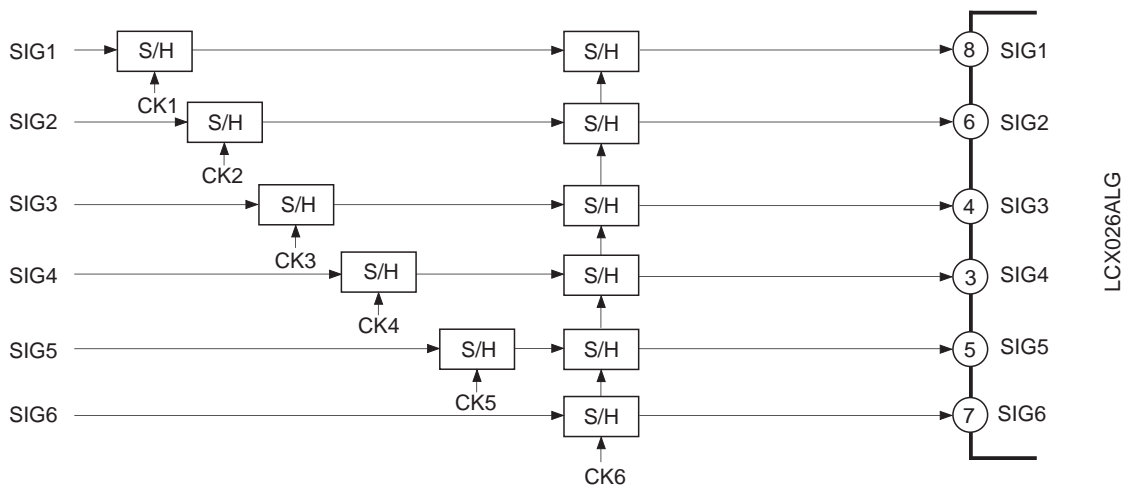 SIG1 S/H S/H 8 SIG1
CK1
SIG2 S/H S/H 6 SIG2
CK2
SIG3 S/H S/H 4 SIG3
CK3
SIG4 S/H S/H 3 SIG4
CK4
SIG5 S/H S/H 5 SIG5
CK5
SIG6 S/H 7 SIG6
CK6
LCX026ALG